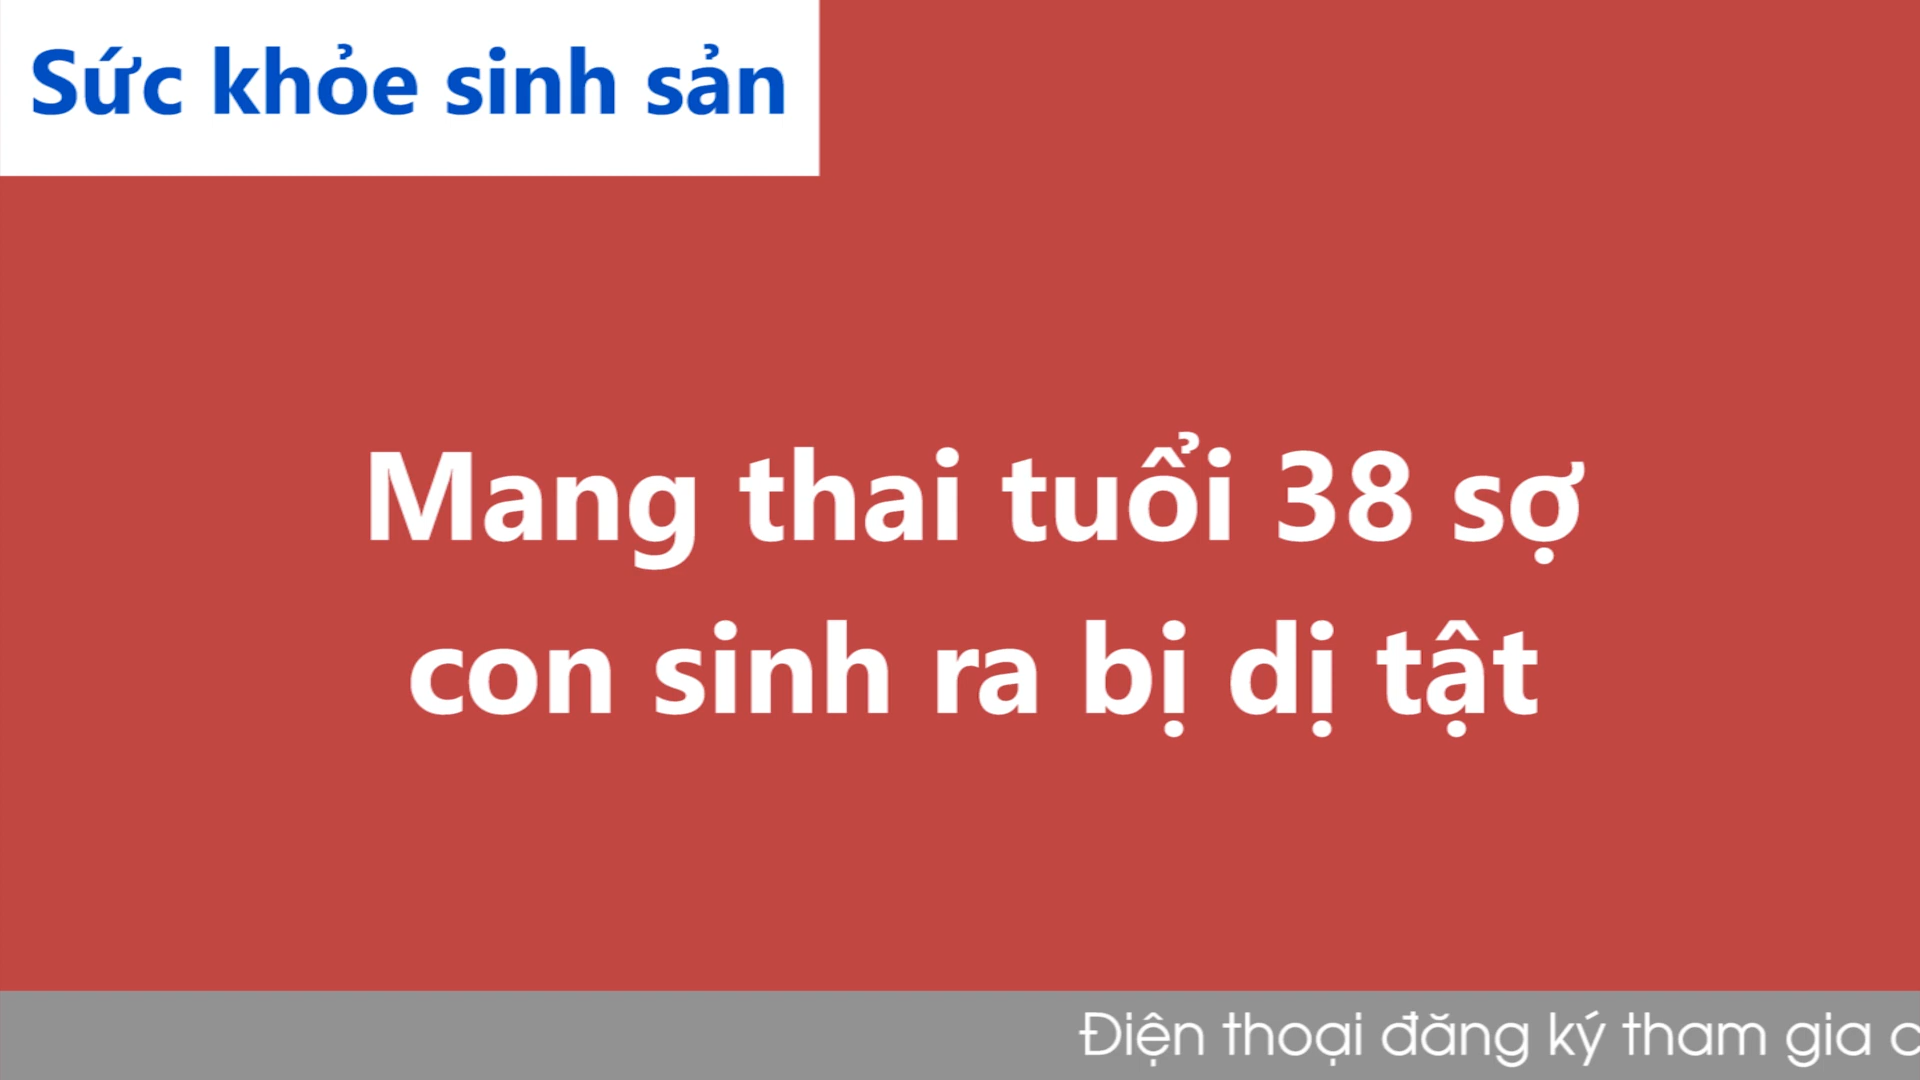 Sức khỏe sinh sản
Mang thai tuổi 38 sợ
con sinh ra bị dị tật
Điện thoại đăng ký tham gia